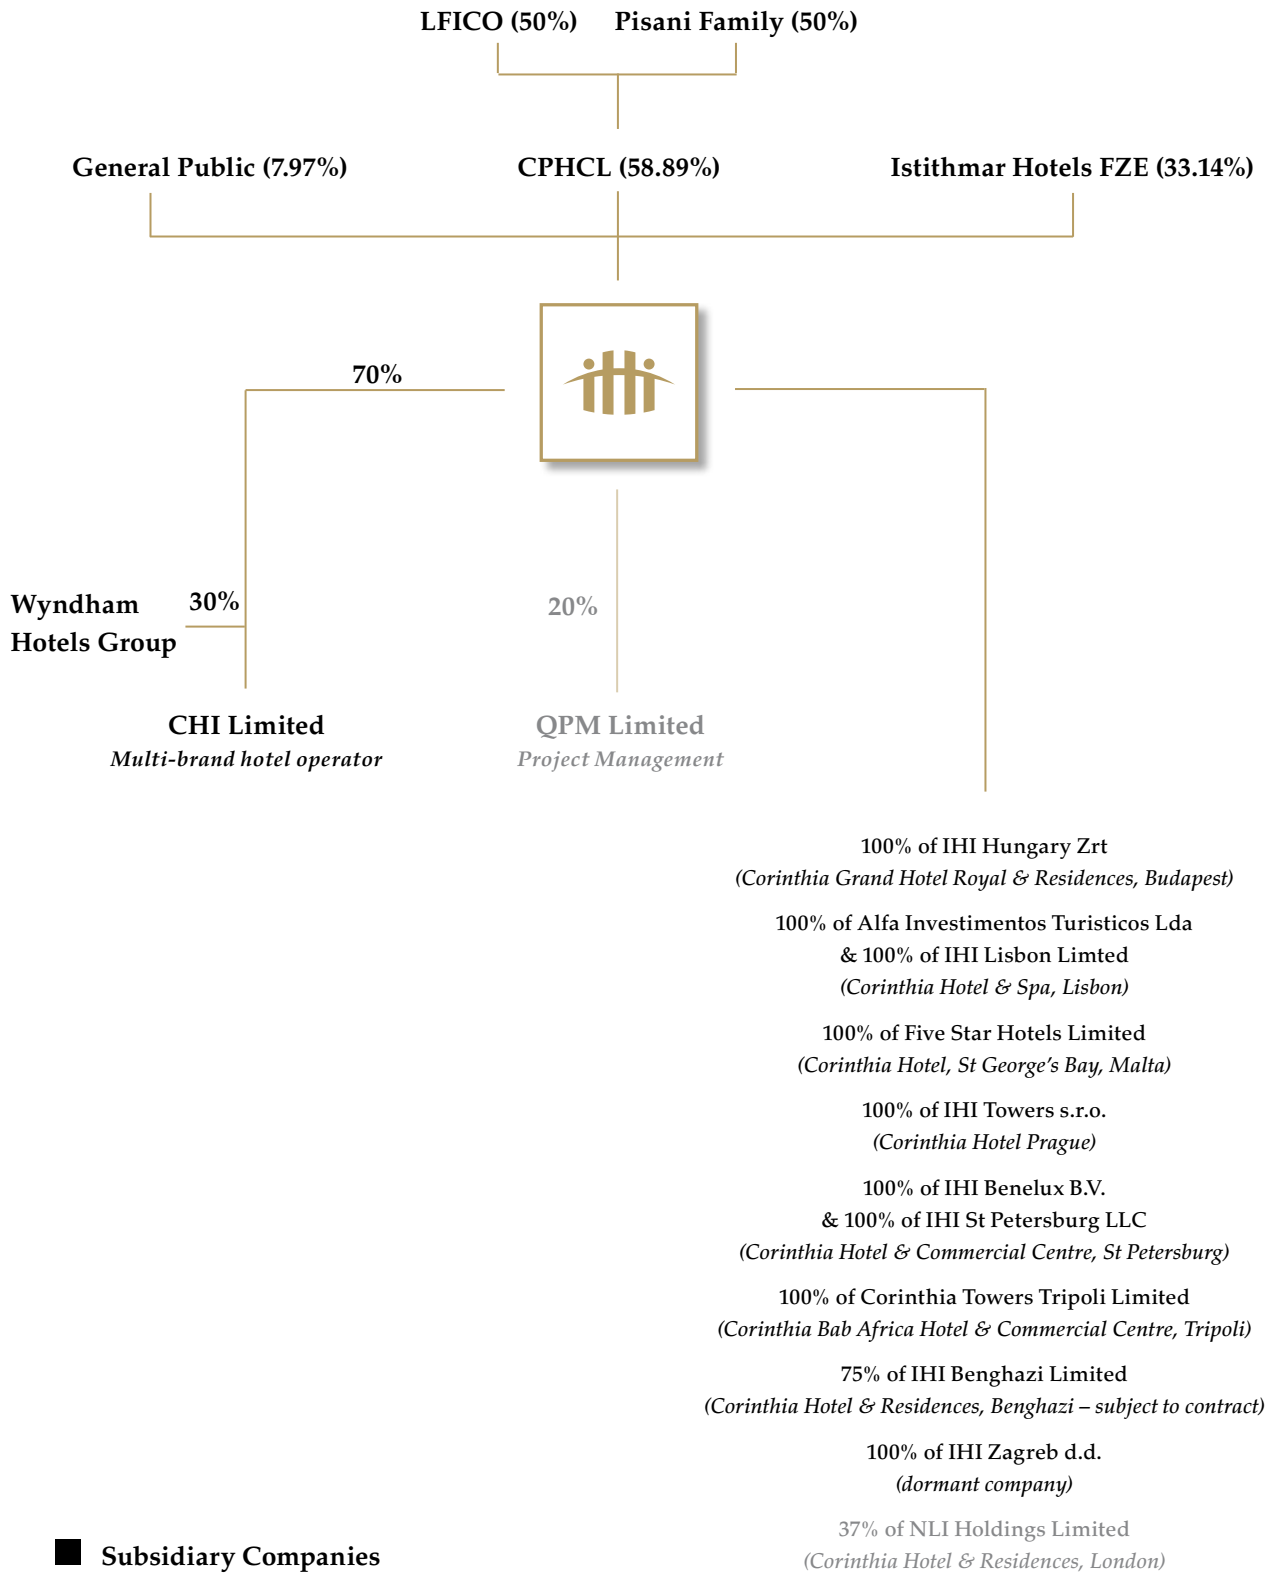 LFICO (50%) Pisani Family (50%)
General Public (7.97%) CPHCL (58.89%) Istithmar Hotels FZE (33.14%)
70%
Wyndham
Hotels Group
30%
20%
CHI Limited
Multi-brand hotel operator
QPM Limited
Project Management
100% of IHI Hungary Zrt
(Corinthia Grand Hotel Royal & Residences, Budapest)
100% of Alfa Investimentos Turisticos Lda
& 100% of IHI Lisbon Limted
(Corinthia Hotel & Spa, Lisbon)
100% of Five Star Hotels Limited
(Corinthia Hotel, St George’s Bay, Malta)
100% of IHI Towers s.r.o.
(Corinthia Hotel Prague)
100% of IHI Benelux B.V.
& 100% of IHI St Petersburg LLC
(Corinthia Hotel & Commercial Centre, St Petersburg)
100% of Corinthia Towers Tripoli Limited
(Corinthia Bab Africa Hotel & Commercial Centre, Tripoli)
75% of IHI Benghazi Limited
(Corinthia Hotel & Residences, Benghazi – subject to contract)
100% of IHI Zagreb d.d.
(dormant company)
37% of NLI Holdings Limited
(Corinthia Hotel & Residences, London)
Subsidiary Companies